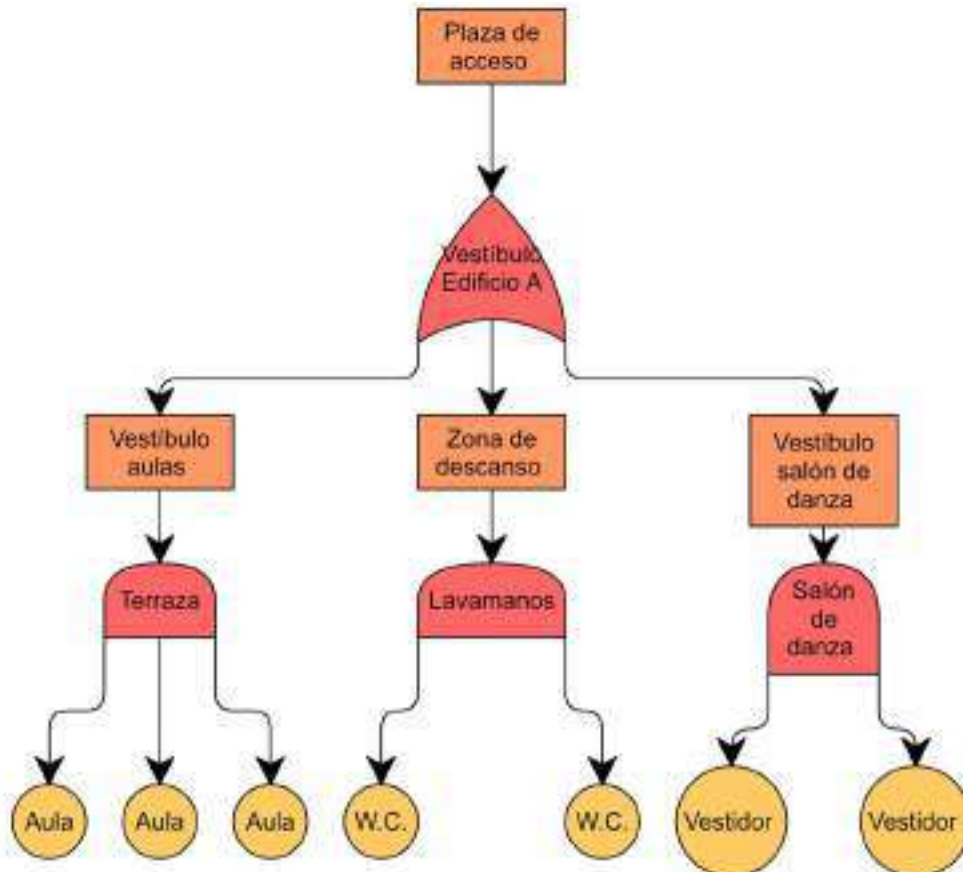 Plaza de
acceso
Vestíbulo
Edificio A
Vestíbulo
aulas
Zona de
descanso
Vestíbulo
salón de
danza
Terraza
Lavamanos
Salón
de
danza
Aula
Aula
Aula
W.C.
W.C.
Vestidor
Vestidor